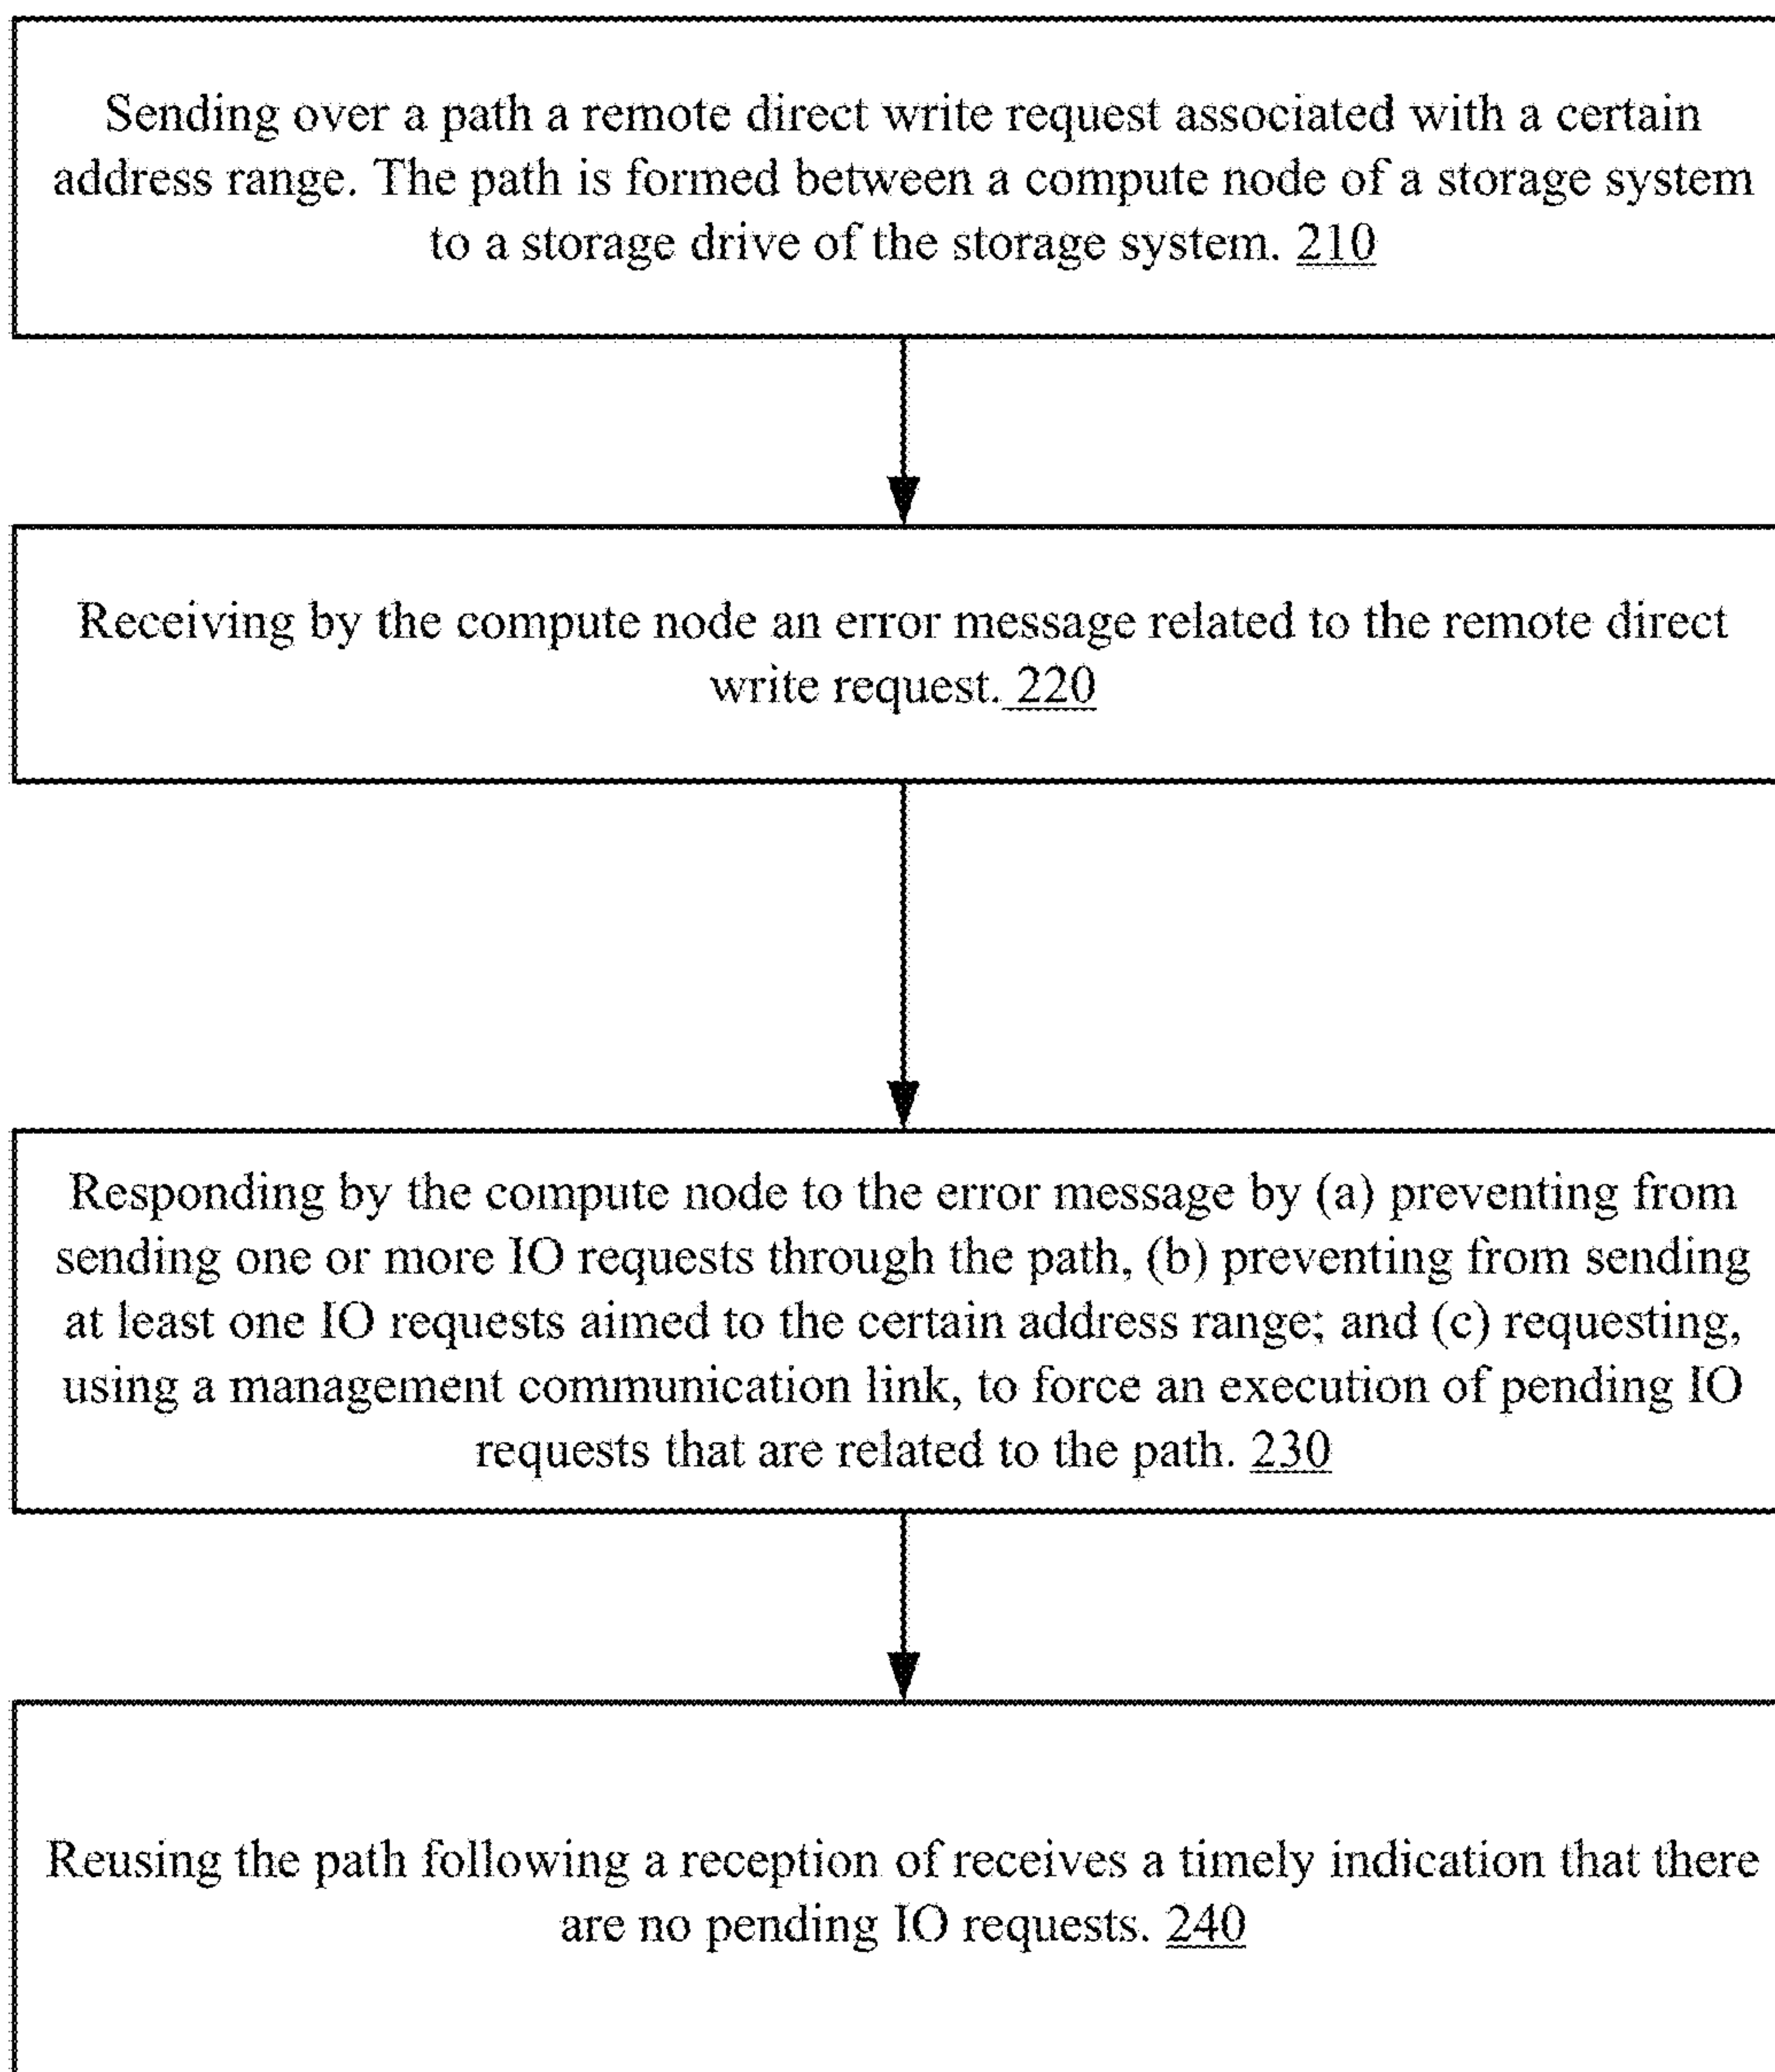 Sending over a path a remote direct write request associated with a certain
address range. The path is formed between a compute node of a storage system
to a storage drive of the storage system. 210
Receiving by the compute node an error message related to the remote direct
write request. 220
Responding by the compute node to the error message by (a) preventing from
sending one or more IO requests through the path, (b) preventing from sending
at least one IO requests aimed to the certain address range; and (c) requesting,
using a management communication link, to force an execution of pending IO
requests that are related to the path. 230
Reusing the path following a reception of receives a timely indication that there
are no pending IO requests. 240